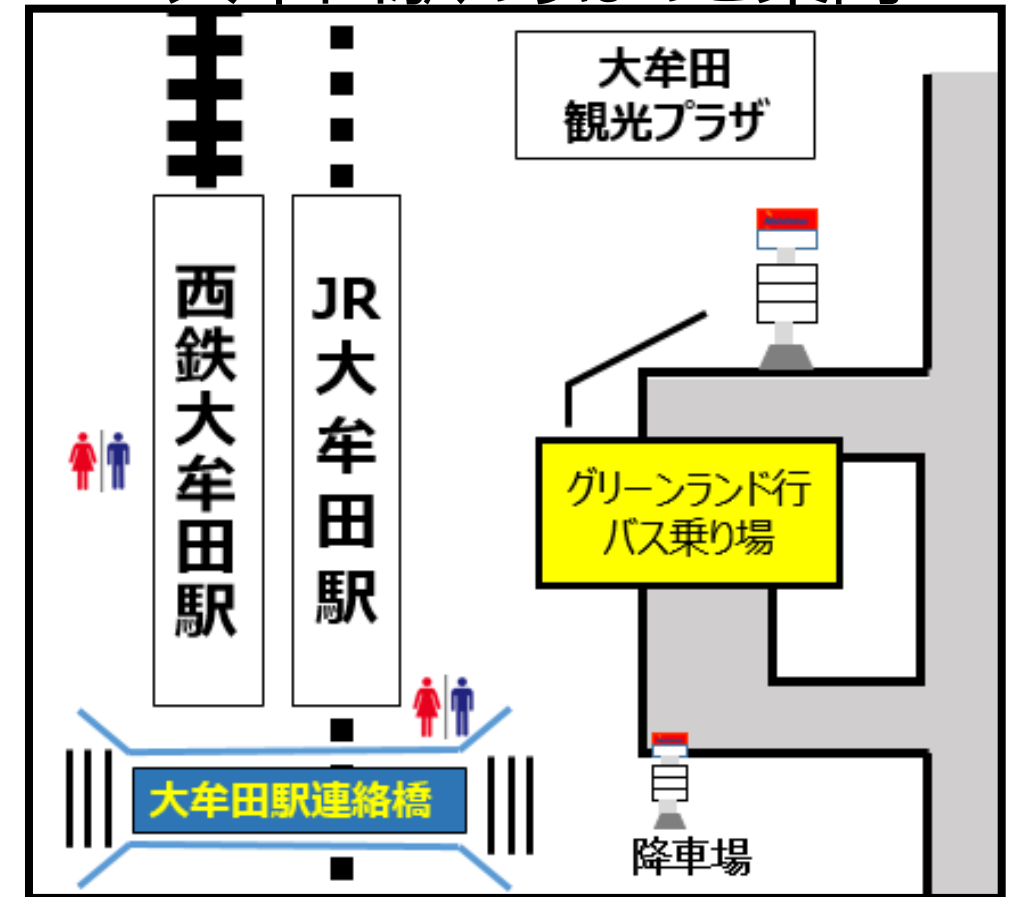 大牟田
観光プラザ
西鉄大牟田駅
JR大牟田駅
グリーンランド行
バス乗り場
大牟田駅連絡橋
降車場